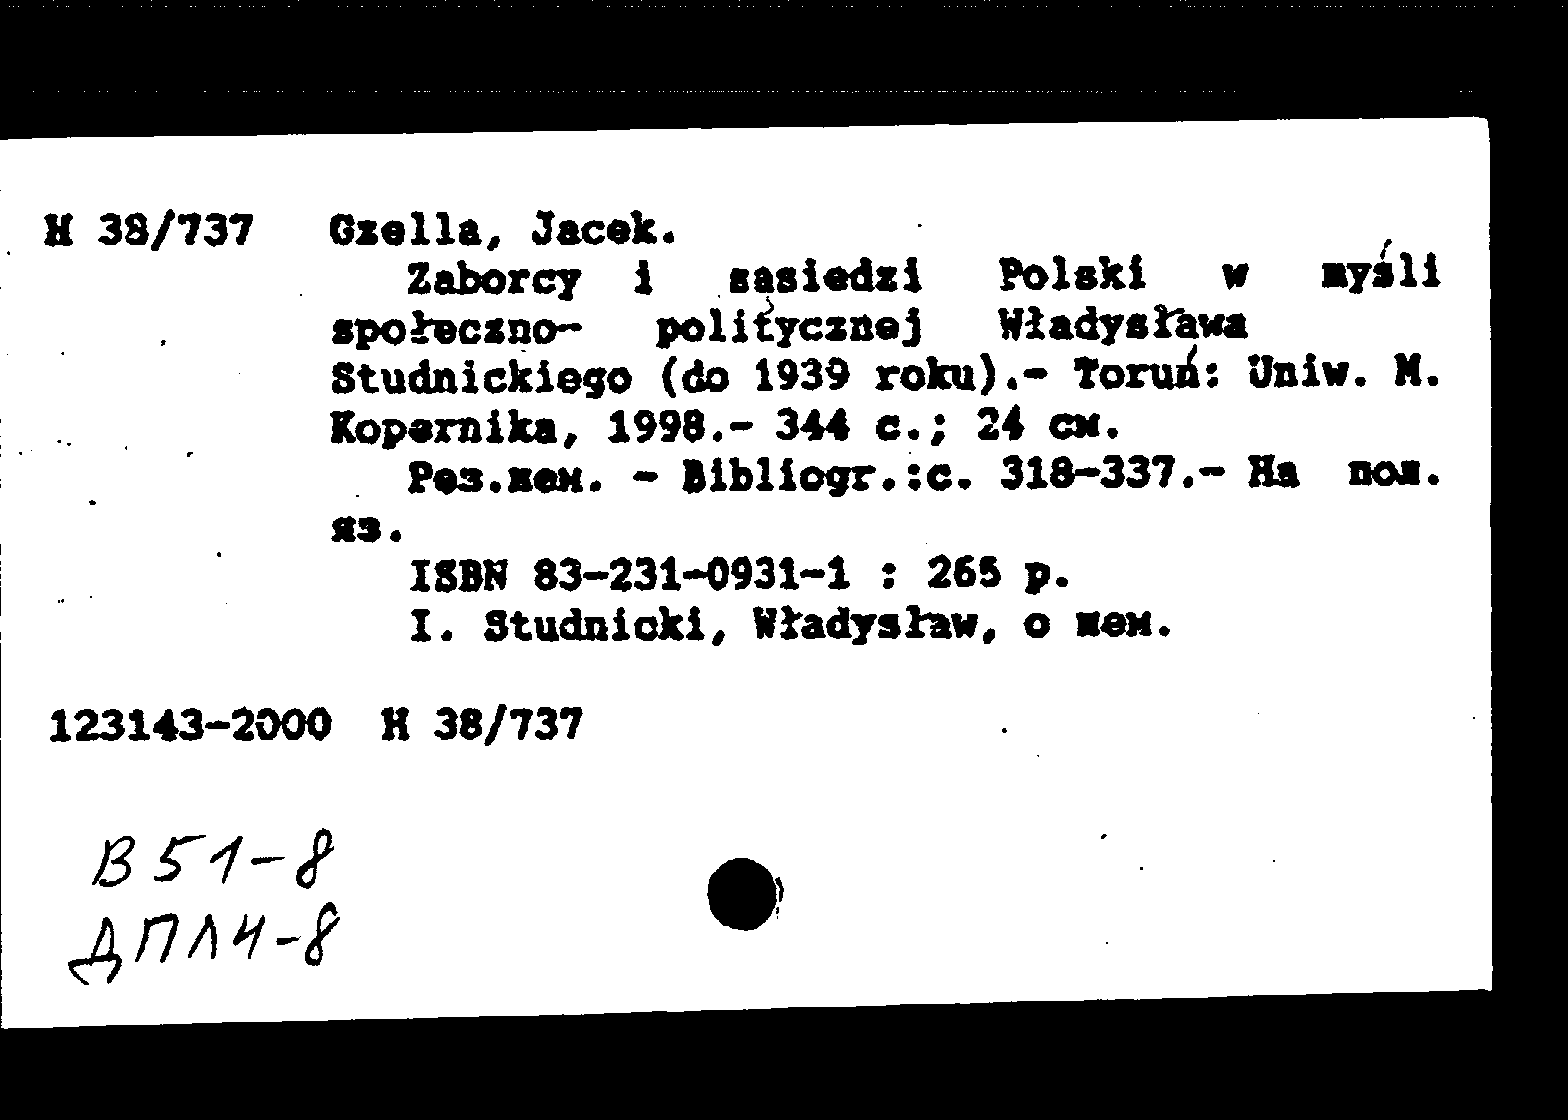 Н 38/737 Gzella, Jacek.
Zaborcy i sąsiedzi Polski w myśli
społeczno- politycznej Władysława
Studnickiego (do 1939 roku).- Toruń: Uniw. M.
Kopernika, 1998.- 344 с.; 24 см.
Рез.нем. - Bibliogr.:с. 318-337.- На пол.
яз.
ISBN 83-231-0931-1 : 265 р.
I. Studnicki, Władysław, о нем.
123143-2000 Н 38/737
В 51-8
ДПЛ4-8